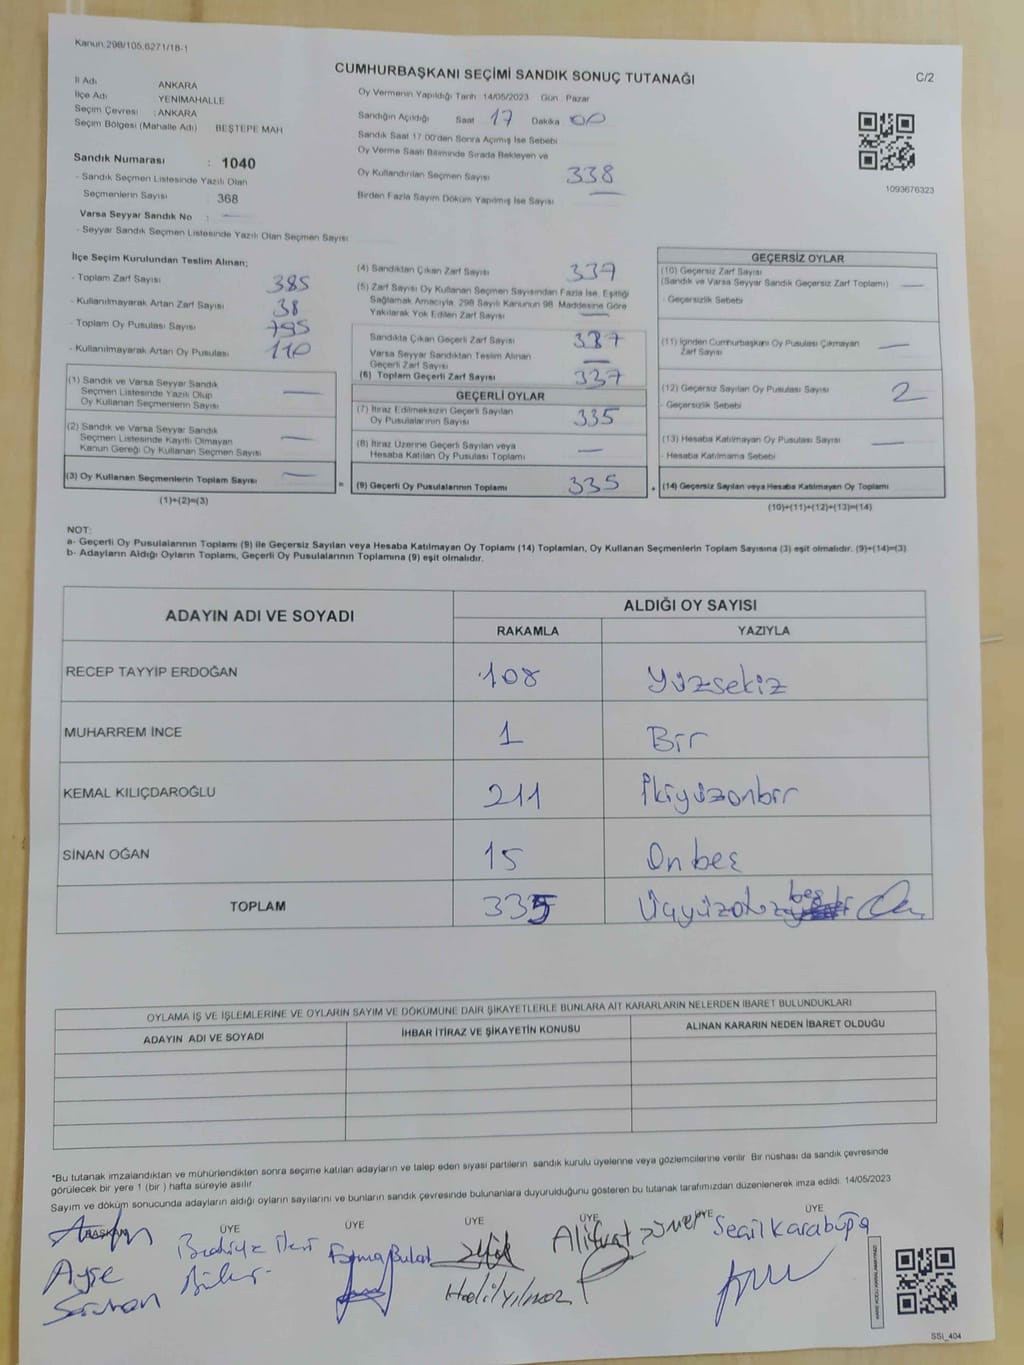 Kanun:298/105,6271/18-1
CUMHURBAŞKANI SEÇİMİ SANDIK SONUÇ TUTANAĞI
C/2
İl Adı ANKARA
İlçe Adı YENİMAHALLE
Seçim Çevresi : ANKARA
Seçim Bölgesi (Mahalle Adı) BEŞTEPE MAH
Oy Vermenin Yapıldığı Tarih 14/05/2023 Gün Pazar
Sandığın Açıldığı Saat 17 Dakika 00
Sandık Saat 17.00'den Sonra Açımış İse Sebebi
Oy Verme Saati Bitiminde Sırada Bekleyen ve
Oy Kullandırılan Seçmen Sayısı 338
Birden Fazla Sayım Döküm Yapılmış İse Sayısı
1093676323
Sandık Numarası : 1040
- Sandık Seçmen Listesinde Yazılı Olan
Seçmenlerin Sayısı 368
Varsa Seyyar Sandık No :
- Seyyar Sandık Seçmen Listesinde Yazılı Olan Seçmen Sayısı
İlçe Seçim Kurulundan Teslim Alınan;
- Toplam Zarf Sayısı 385
- Kullanılmayarak Artan Zarf Sayısı 38
- Toplam Oy Pusulası Sayısı 795
- Kullanılmayarak Artan Oy Pusulası 110
(1) Sandık ve Varsa Seyyar Sandık
Seçmen Listesinde Yazılı Olup
Oy Kullanan Seçmenlerin Sayısı
(2) Sandık ve Varsa Seyyar Sandık
Seçmen Listesinde Kayıtlı Olmayan
Kanun Gereği Oy Kullanan Seçmen Sayısı
(3) Oy Kullanan Seçmenlerin Toplam Sayısı
(1)+(2)=(3)
(4) Sandıktan Çıkan Zarf Sayısı 337
(5) Zarf Sayısı Oy Kullanan Seçmen Sayısından Fazla İse, Eşitliği
Sağlamak Amacıyla, 298 Sayılı Kanunun 98. Maddesine Göre
Yakılarak Yok Edilen Zarf Sayısı
Sandıkta Çıkan Geçerli Zarf Sayısı 337
Varsa Seyyar Sandıktan Teslim Alınan
Geçerli Zarf Sayısı
(6) Toplam Geçerli Zarf Sayısı 337
GEÇERLİ OYLAR
(7) İtiraz Edilmeksizin Geçerli Sayılan
Oy Pusulalarının Sayısı 335
(8) İtiraz Üzerine Geçerli Sayılan veya
Hesaba Katılan Oy Pusulası Toplamı
= (9) Geçerli Oy Pusulalarının Toplamı 335
GEÇERSİZ OYLAR
(10) Geçersiz Zarf Sayısı
(Sandık ve Varsa Seyyar Sandık Geçersiz Zarf Toplamı)
- Geçersizlik Sebebi
(11) İçinden Cumhurbaşkanı Oy Pusulası Çıkmayan
Zarf Sayısı
(12) Geçersiz Sayılan Oy Pusulası Sayısı 2
- Geçersizlik Sebebi
(13) Hesaba Katılmayan Oy Pusulası Sayısı
- Hesaba Katılmama Sebebi
+ (14) Geçersiz Sayılan veya Hesaba Katılmayan Oy Toplamı
(10)+(11)+(12)+(13)=(14)
NOT:
a- Geçerli Oy Pusulalarının Toplamı (9) ile Geçersiz Sayılan veya Hesaba Katılmayan Oy Toplamı (14) Toplamları, Oy Kullanan Seçmenlerin Toplam Sayısına (3) eşit olmalıdır. (9)+(14)=(3)
b- Adayların Aldığı Oyların Toplamı, Geçerli Oy Pusulalarının Toplamına (9) eşit olmalıdır.
ADAYIN ADI VE SOYADI ALDIĞI OY SAYISI
RAKAMLA YAZIYLA
RECEP TAYYİP ERDOĞAN 108 Yüzsekiz
MUHARREM İNCE 1 Bir
KEMAL KILIÇDAROĞLU 211 İkiyüzonbir
SİNAN OĞAN 15 Onbeş
TOPLAM 335 Üçyüzotuzbeş
OYLAMA İŞ VE İŞLEMLERİNE VE OYLARIN SAYIM VE DÖKÜMÜNE DAİR ŞİKAYETLERLE BUNLARA AİT KARARLARIN NELERDEN İBARET BULUNDUKLARI
ADAYIN ADI VE SOYADI İHBAR İTİRAZ VE ŞİKAYETİN KONUSU ALINAN KARARIN NEDEN İBARET OLDUĞU
*Bu tutanak imzalandıktan ve mühürlendikten sonra seçime katılan adayların ve talep eden siyasi partilerin sandık kurulu üyelerine veya gözlemcilerine verilir. Bir nüshası da sandık çevresinde
görülecek bir yere 1 (bir ) hafta süreyle asılır.
Sayım ve döküm sonucunda adayların aldığı oyların sayılarını ve bunların sandık çevresinde bulunanlara duyurulduğunu gösteren bu tutanak tarafımızdan düzenlenerek imza edildi. 14/05/2023
BAŞKAN ÜYE ÜYE ÜYE ÜYE ÜYE ÜYE
Ayşe
Fatma Bulat
Halil Yılmaz
Seçil Karabüğa
SSİ_404